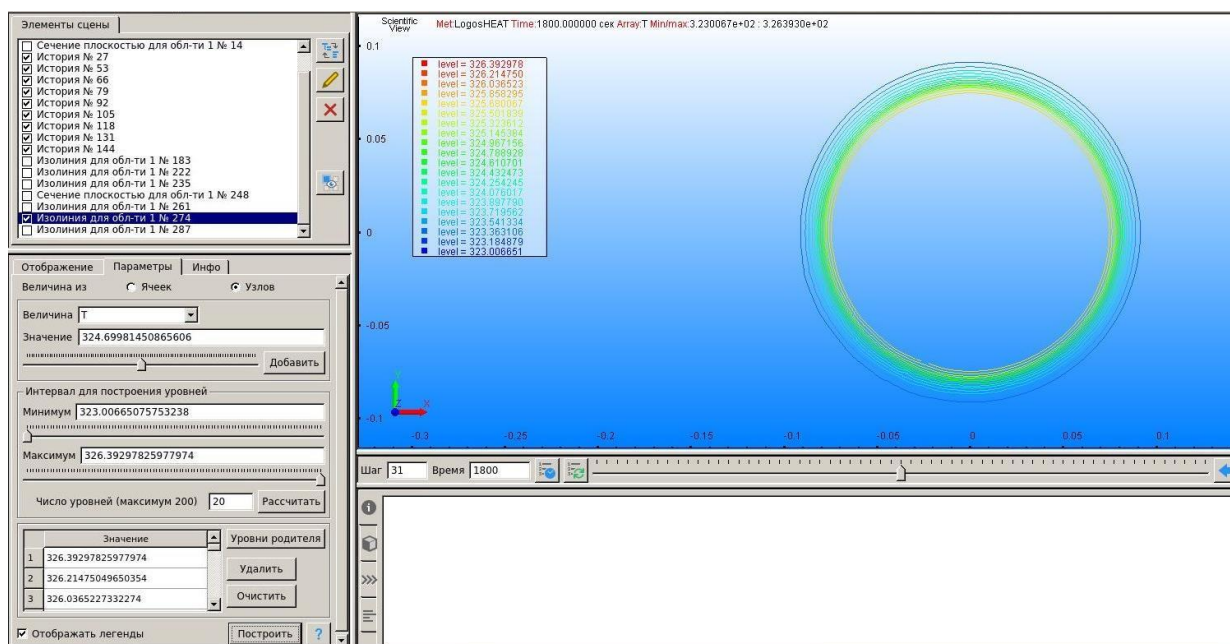 Элементы сцены
Сечение плоскостью для обл-ти 1 № 14
История № 27
История № 53
История № 66
История № 79
История № 92
История № 105
История № 118
История № 131
История № 144
Изолиния для обл-ти 1 № 183
Изолиния для обл-ти 1 № 222
Изолиния для обл-ти 1 № 235
Сечение плоскостью для обл-ти 1 № 248
Изолиния для обл-ти 1 № 261
Изолиния для обл-ти 1 № 274
Изолиния для обл-ти 1 № 287
Отображение Параметры Инфо
Величина из Ячеек Узлов
Величина T
Значение 324.69981450865606
Добавить
Интервал для построения уровней
Минимум 323.00665075753238
Максимум 326.39297825977974
Число уровней (максимум 200) 20 Рассчитать
Значение
1 326.39297825977974
2 326.21475049650354
3 326.0365227332274
Уровни родителя
Удалить
Очистить
Отображать легенды Построить ?
Scientific View
Met:LogosHEAT Time:1800.000000 сек Array:T Min/max:3.230067e+02 : 3.263930e+02
level = 326.392978
level = 326.214750
level = 326.036523
level = 325.858295
level = 325.680067
level = 325.501839
level = 325.323612
level = 325.145384
level = 324.967156
level = 324.788928
level = 324.610701
level = 324.432473
level = 324.254245
level = 324.076017
level = 323.897790
level = 323.719562
level = 323.541334
level = 323.363106
level = 323.184879
level = 323.006651
0.1
0.05
0
-0.05
-0.1
Y
Z
X
-0.3 -0.25 -0.2 -0.15 -0.1 -0.05 0 0.05 0.1
Шаг 31 Время 1800